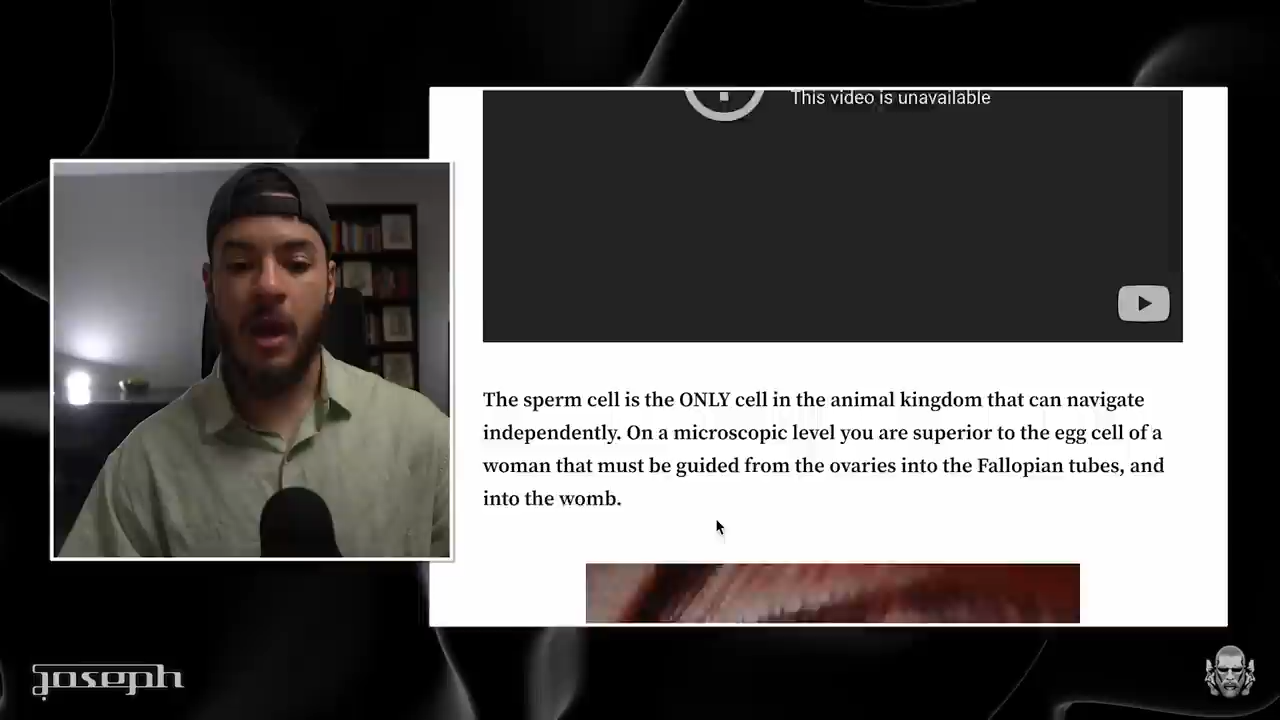 This video is unavailable
The sperm cell is the ONLY cell in the animal kingdom that can navigate
independently. On a microscopic level you are superior to the egg cell of a
woman that must be guided from the ovaries into the Fallopian tubes, and
into the womb.
joseph